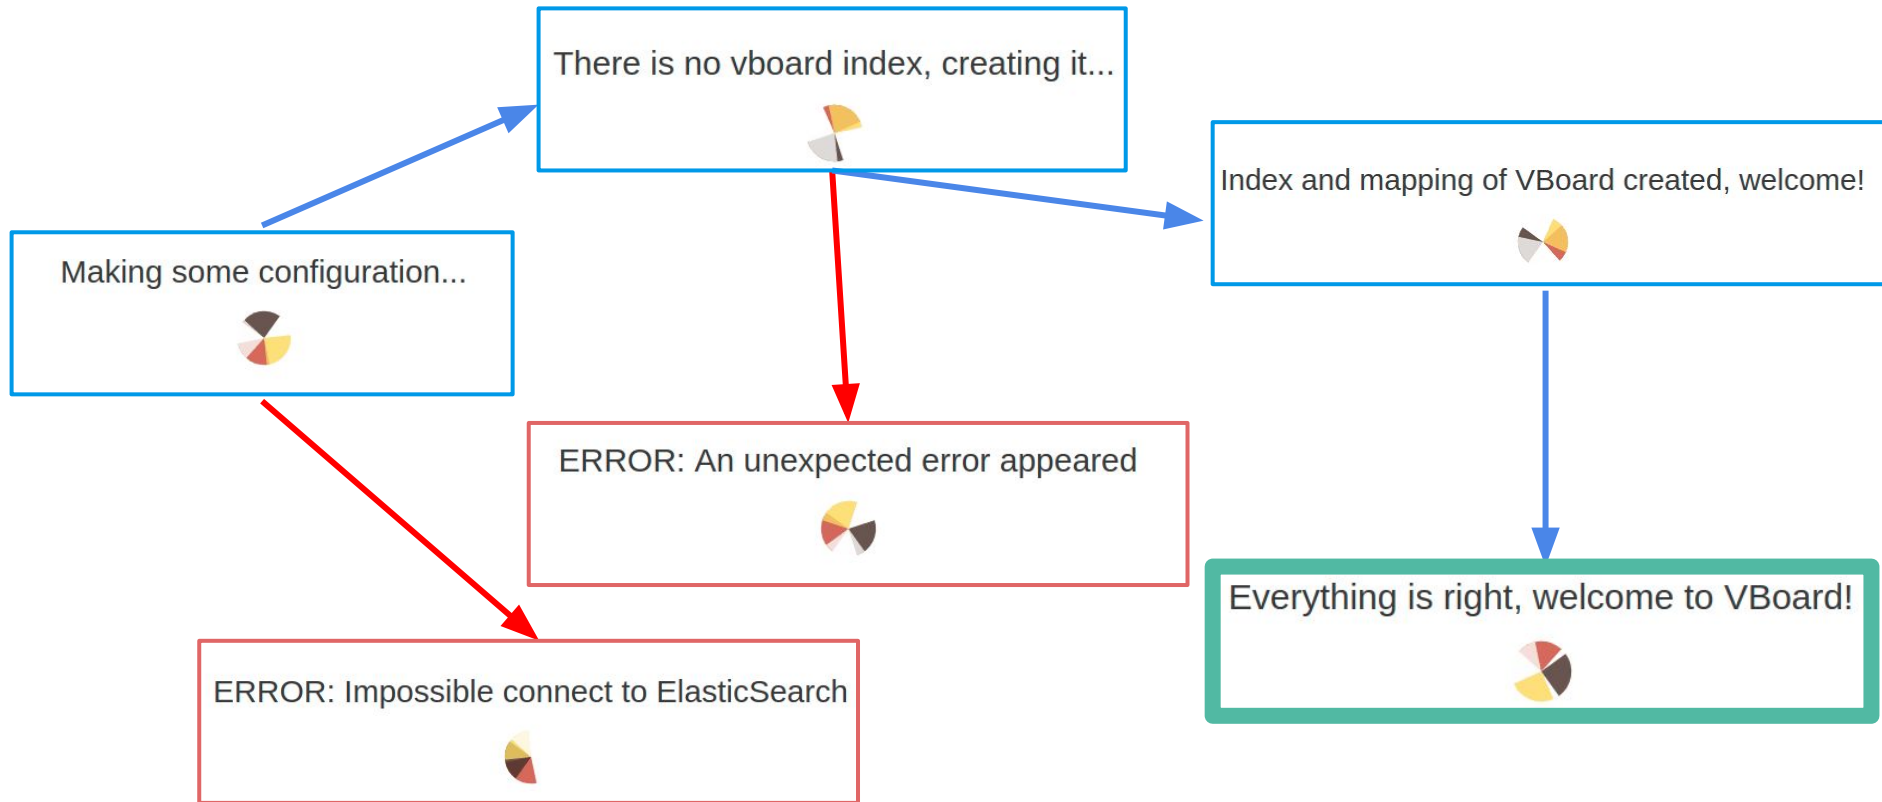 There is no vboard index, creating it...
Index and mapping of VBoard created, welcome!
Making some configuration...
ERROR: An unexpected error appeared
Everything is right, welcome to VBoard!
ERROR: Impossible connect to ElasticSearch